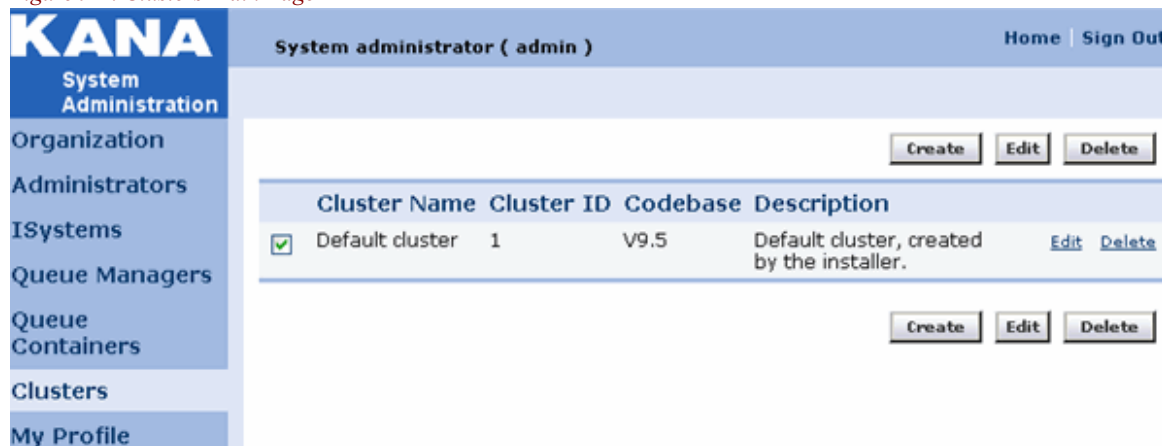 KANA
System
Administration
System administrator ( admin )
Home | Sign Out
Organization
Administrators
ISystems
Queue Managers
Queue
Containers
Clusters
My Profile
Create Edit Delete
Cluster Name Cluster ID Codebase Description
Default cluster 1 V9.5 Default cluster, created
by the installer.
Edit Delete
Create Edit Delete